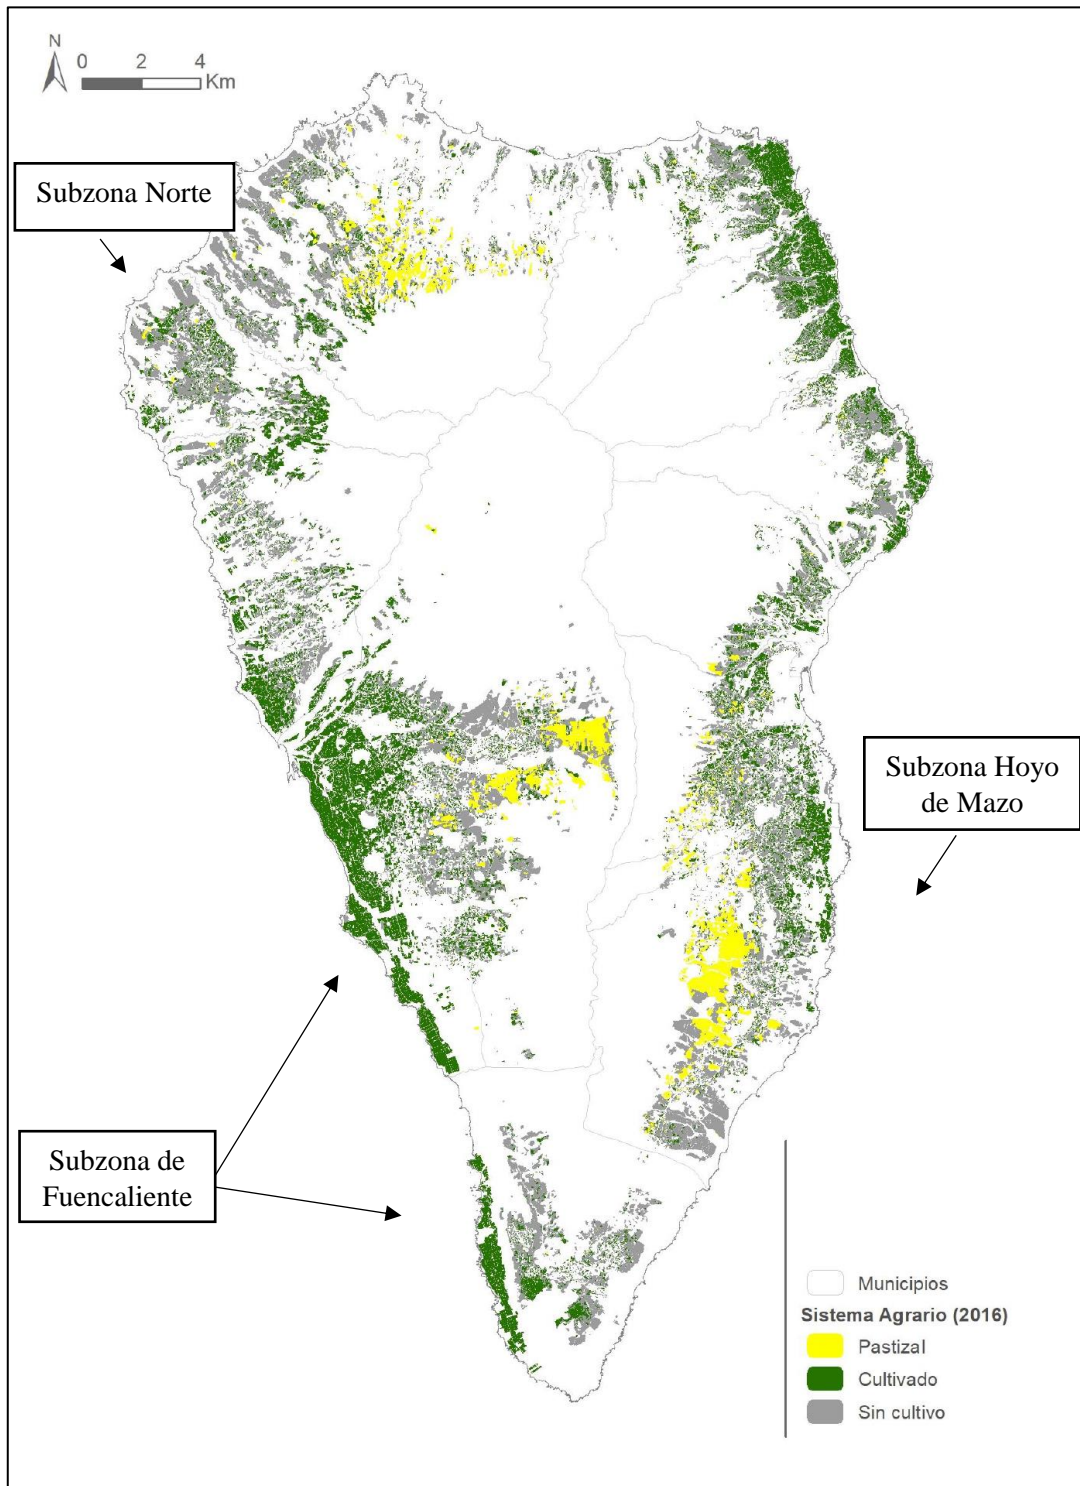 N
0 2 4
Km
Subzona Norte
Subzona Hoyo
de Mazo
Subzona de
Fuencaliente
Municipios
Sistema Agrario (2016)
Pastizal
Cultivado
Sin cultivo